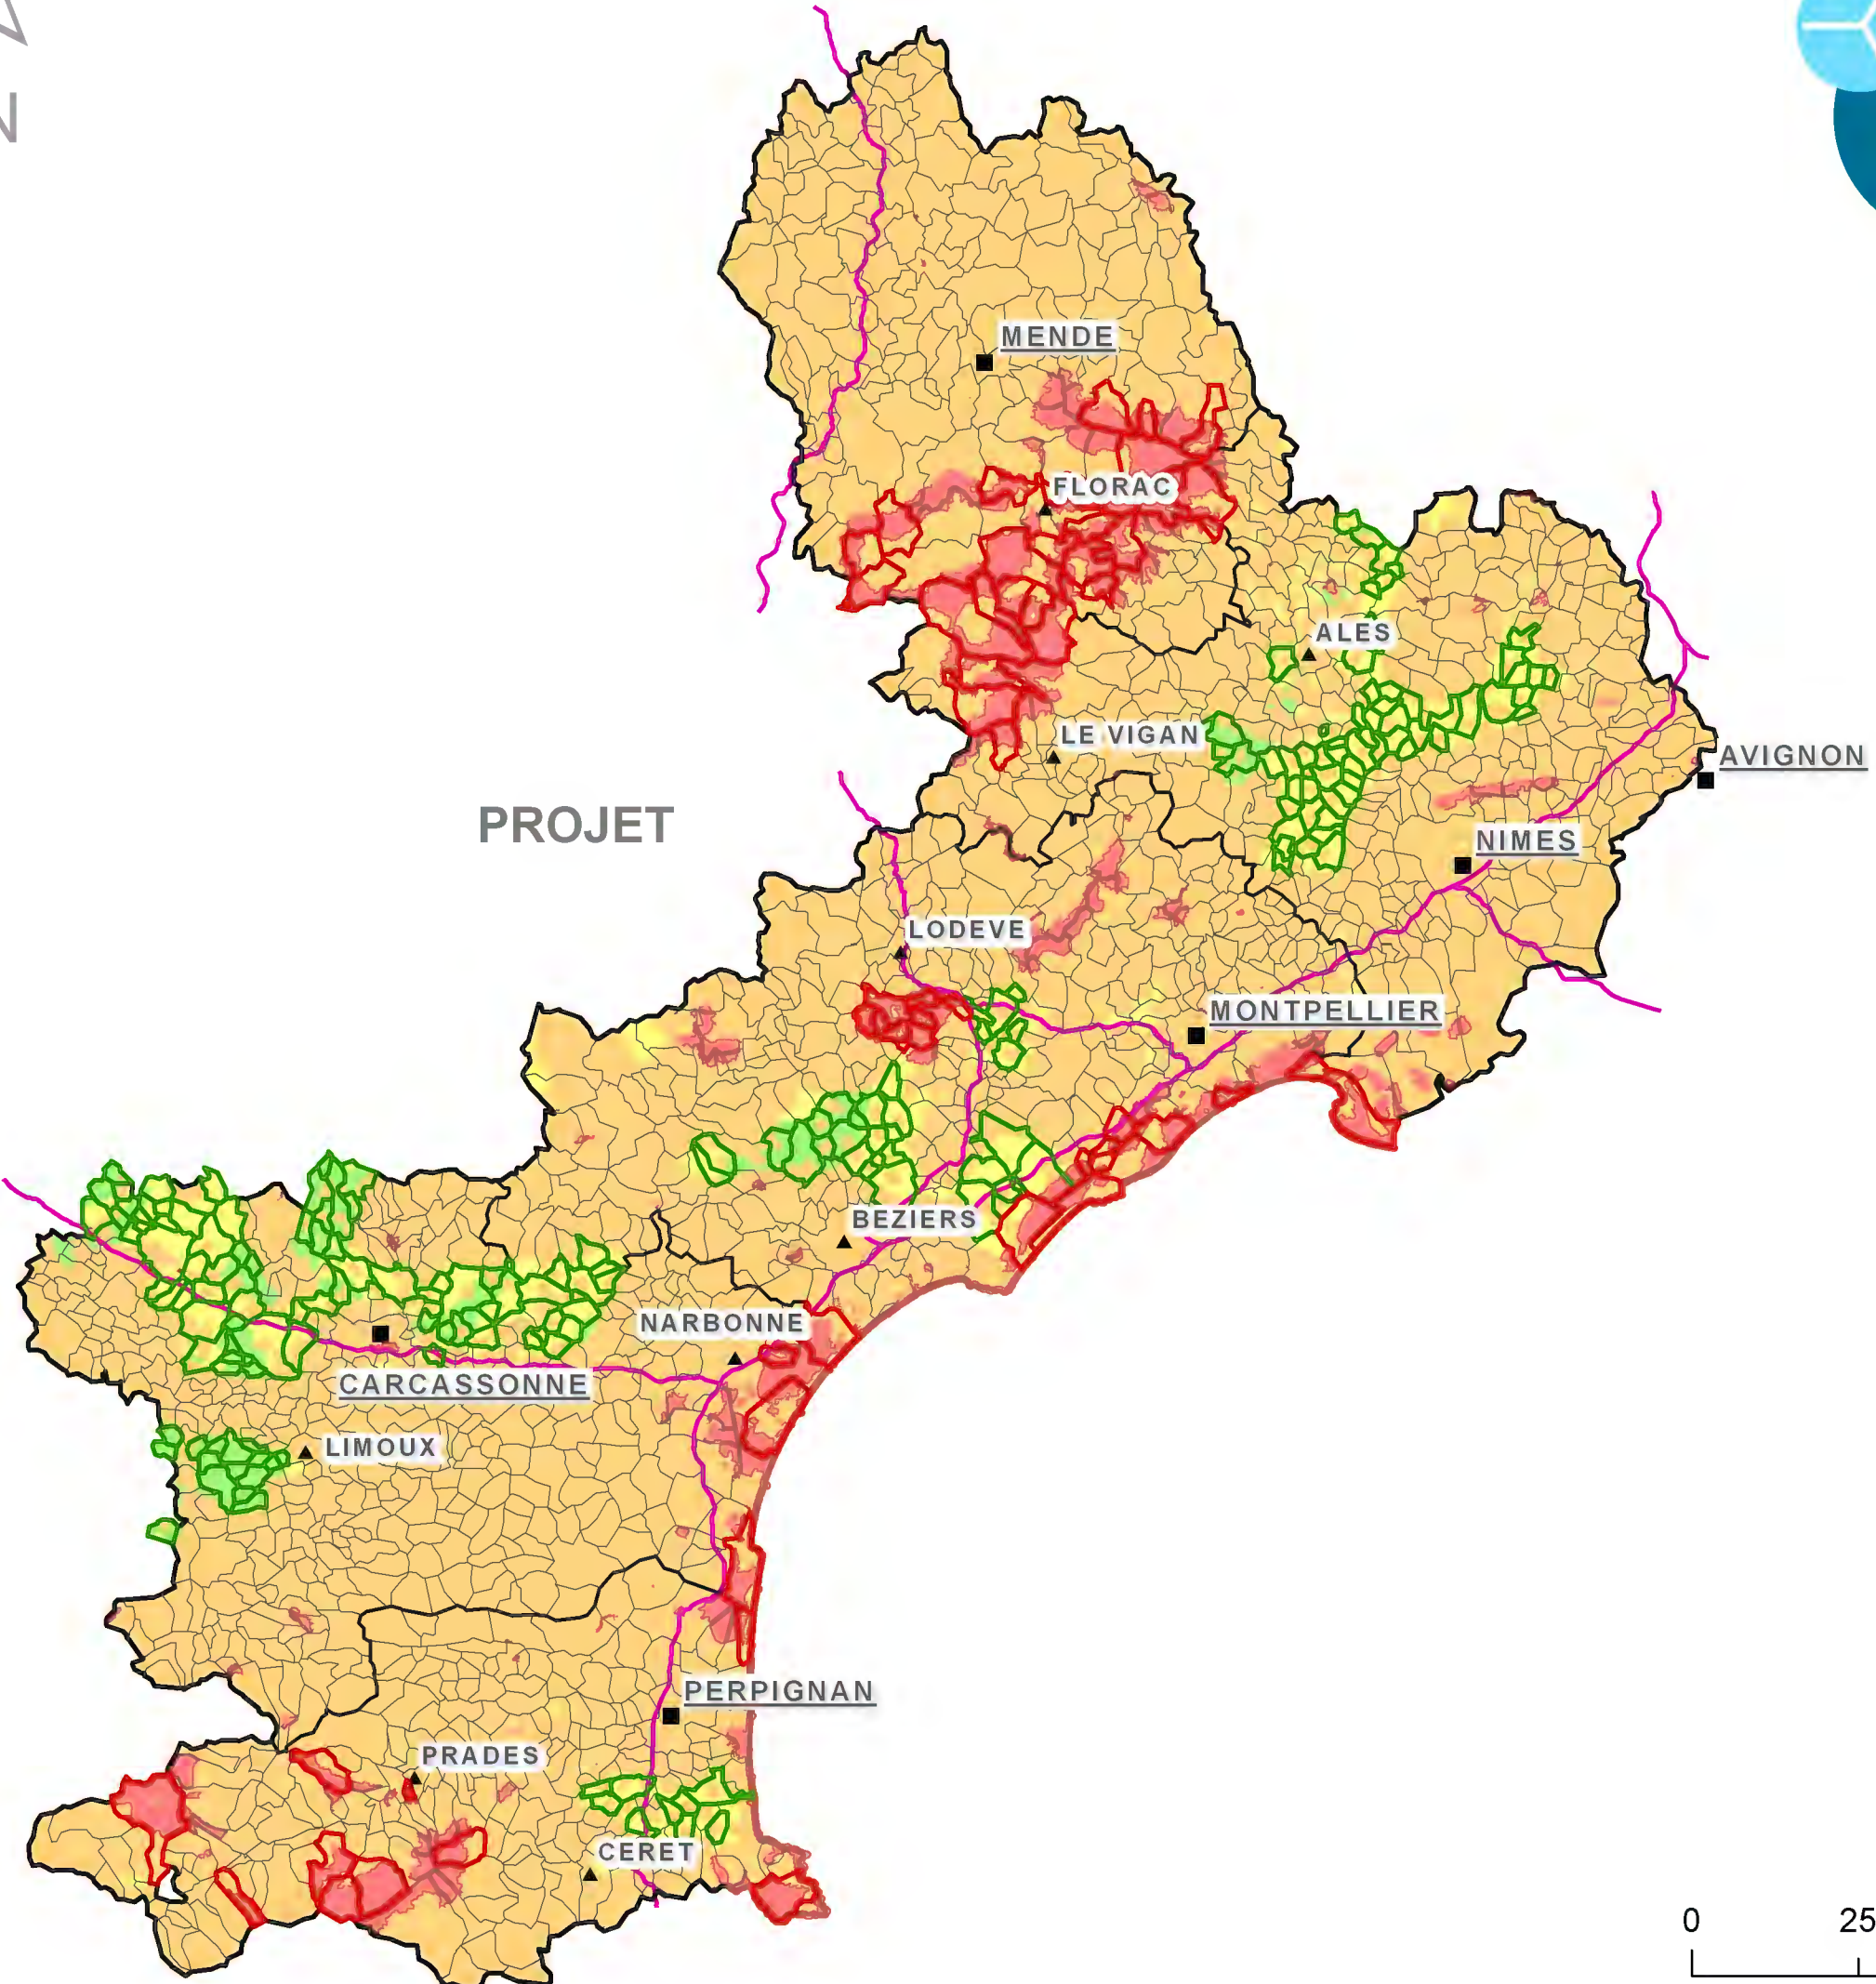 N
MENDE
FLORAC
ALES
LE VIGAN
AVIGNON
PROJET
NIMES
LODEVE
MONTPELLIER
BEZIERS
NARBONNE
CARCASSONNE
LIMOUX
PERPIGNAN
PRADES
CERET
0 25